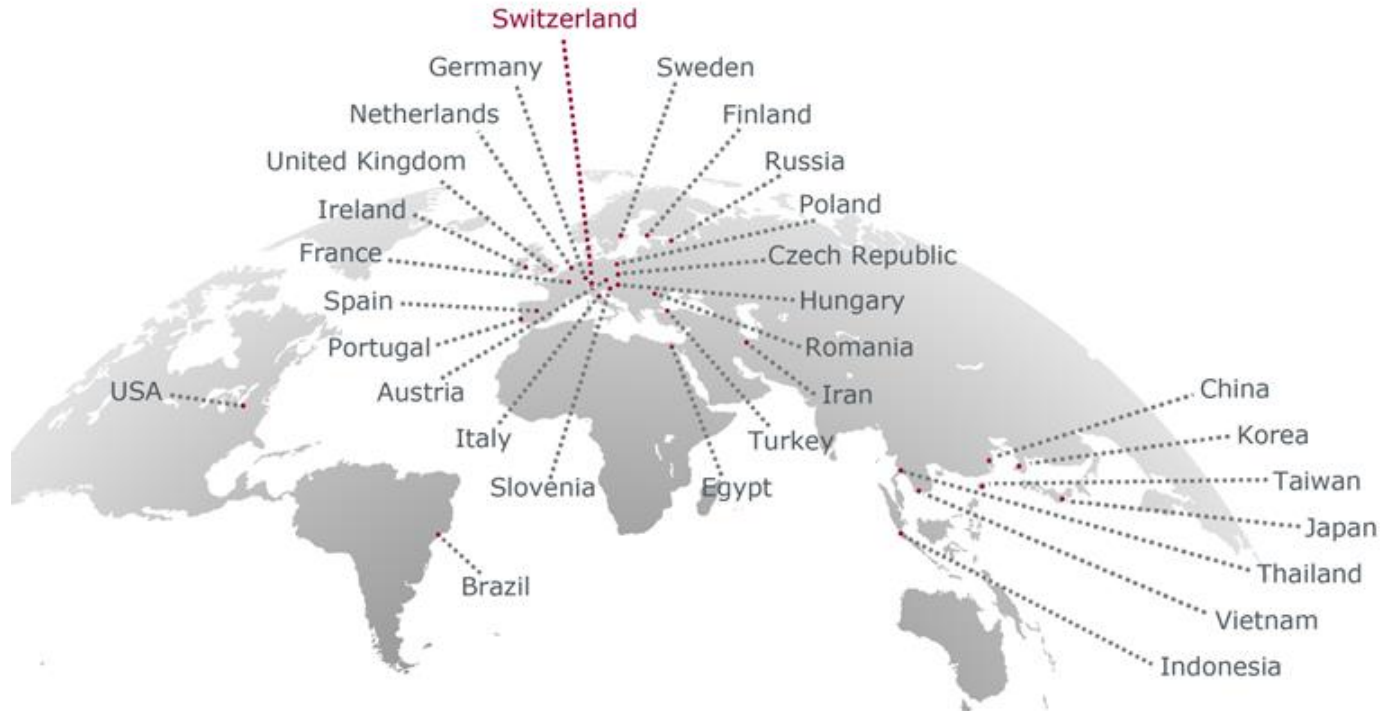 Switzerland
Germany
Sweden
Netherlands
Finland
United Kingdom
Russia
Ireland
Poland
France
Czech Republic
Spain
Hungary
Portugal
Romania
USA
Austria
Iran
China
Italy
Turkey
Korea
Slovenia
Egypt
Taiwan
Japan
Brazil
Thailand
Vietnam
Indonesia